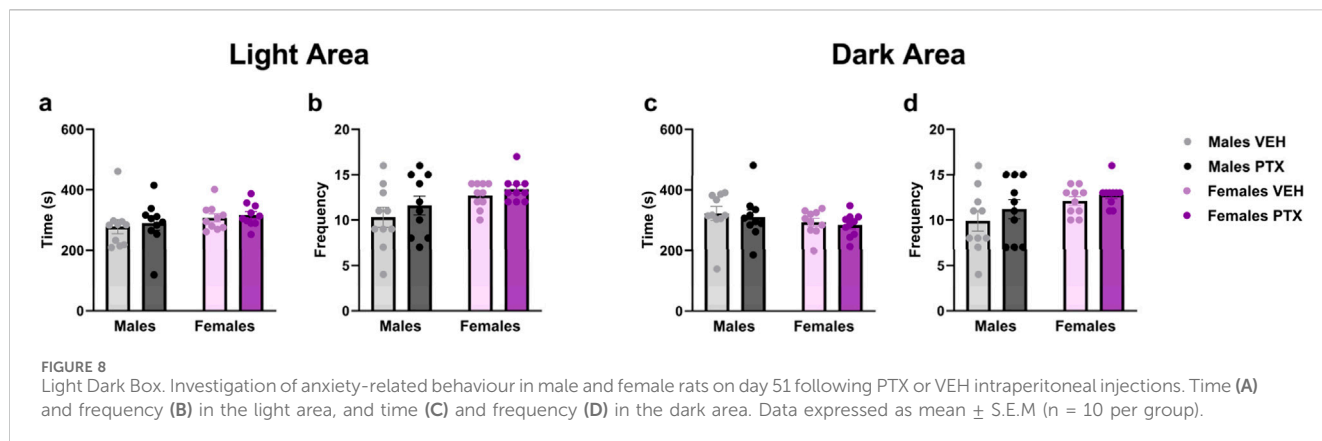 Light Area
Dark Area
a
b
c
d
600
400
200
0
Time (s)
Males
Females
20
15
10
5
0
Frequency
Males
Females
600
400
200
0
Time (s)
Males
Females
20
15
10
5
0
Frequency
Males
Females
Males VEH
Males PTX
Females VEH
Females PTX
FIGURE 8
Light Dark Box. Investigation of anxiety-related behaviour in male and female rats on day 51 following PTX or VEH intraperitoneal injections. Time (A)
and frequency (B) in the light area, and time (C) and frequency (D) in the dark area. Data expressed as mean ± S.E.M (n = 10 per group).